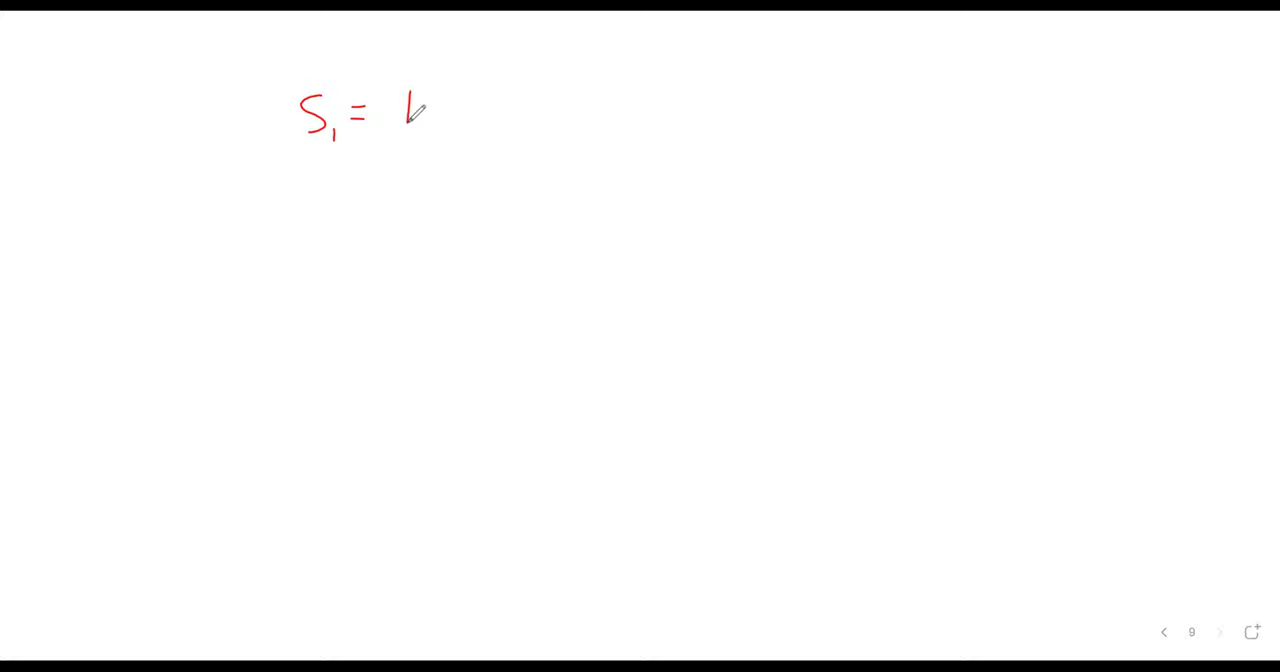 S₁ = 1
9